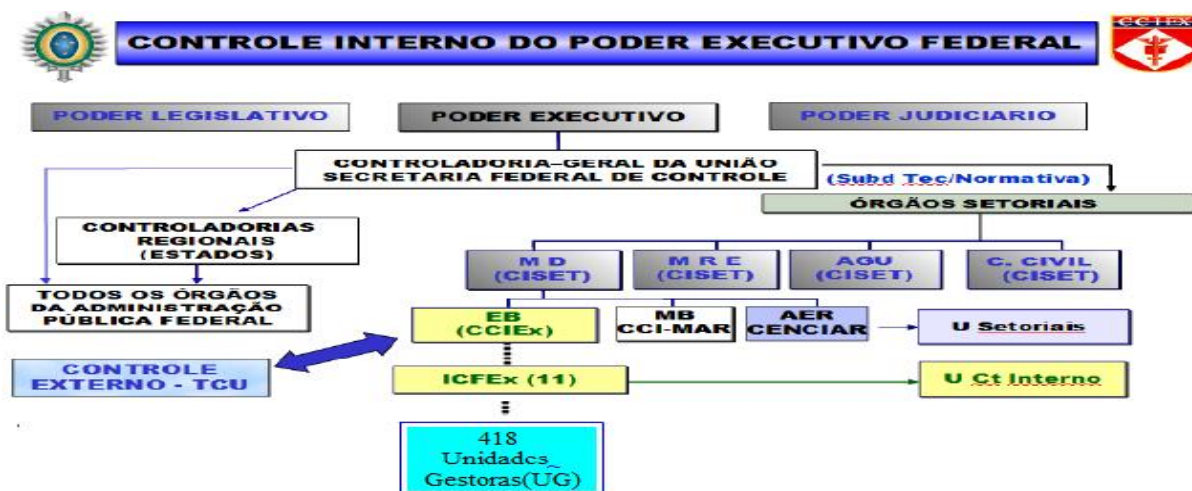 CONTROLE INTERNO DO PODER EXECUTIVO FEDERAL
CCIEX
PODER LEGISLATIVO
PODER EXECUTIVO
PODER JUDICIARIO
CONTROLADORIA–GERAL DA UNIÃO
SECRETARIA FEDERAL DE CONTROLE
(Subd Tec/Normativa)
ÓRGÃOS SETORIAIS
CONTROLADORIAS
REGIONAIS
(ESTADOS)
M D
(CISET)
M R E
(CISET)
AGU
(CISET)
C. CIVIL
(CISET)
TODOS OS ÓRGÃOS
DA ADMINISTRAÇÃO
PÚBLICA FEDERAL
EB
(CCIEx)
MB
CCI-MAR
AER
CENCIAR
U Setoriais
CONTROLE
EXTERNO - TCU
ICFEx (11)
U Ct Interno
418
Unidades
Gestoras(UG)